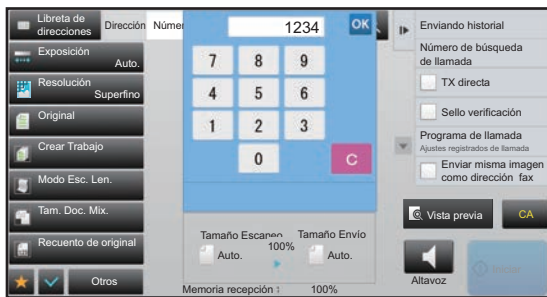 Libreta de
direcciones
Dirección
Númer
1234
OK
Exposición
Auto.
Resolución
Superfino
Original
Crear Trabajo
Modo Esc. Len.
Tam. Doc. Mix.
Recuento de original
Otros
7 8 9
4 5 6
1 2 3
0 C
Tamaño Escaneo Tamaño Envío
100%
Auto. Auto.
Memoria recepción : 100%
Enviando historial
Número de búsqueda
de llamada
TX directa
Sello verificación
Programa de llamada
Ajustes registrados de llamada
Enviar misma imagen
como dirección fax
Vista previa
CA
Altavoz
Iniciar